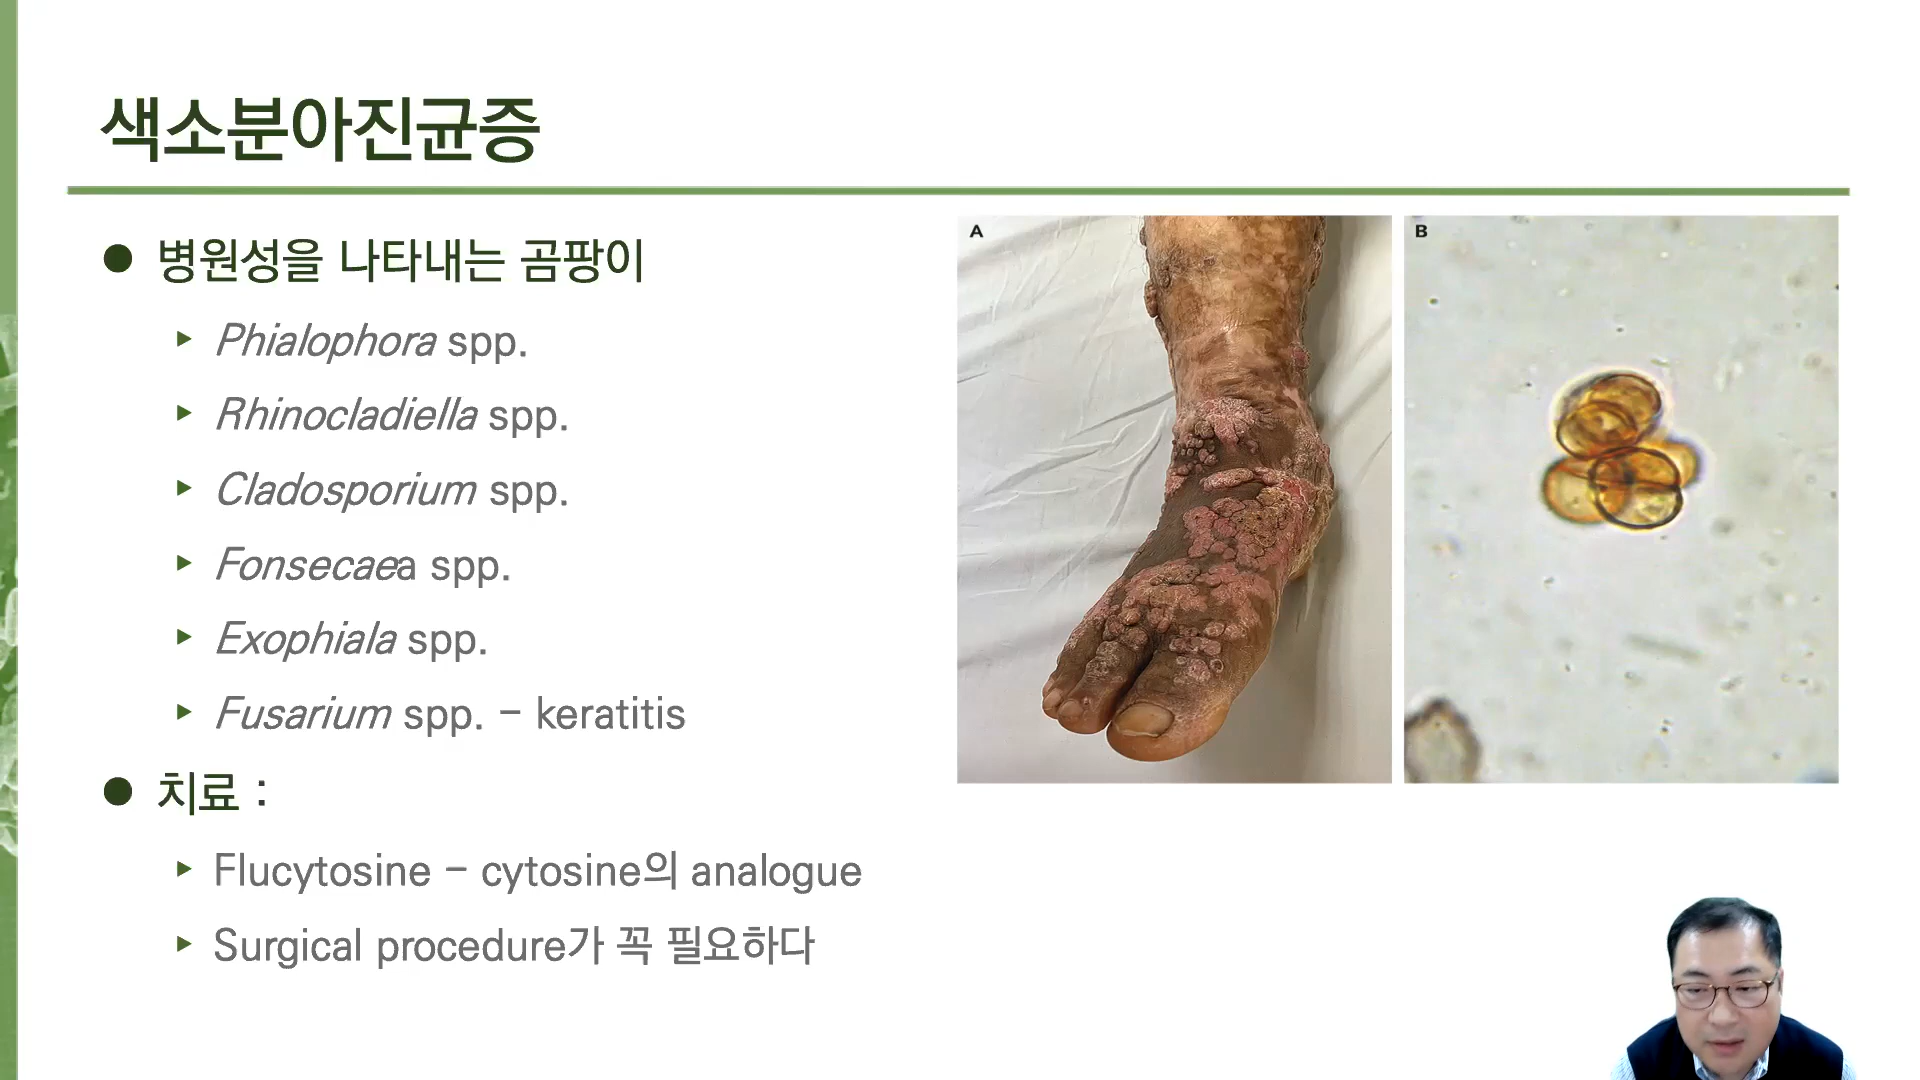 색소분아진균증
● 병원성을 나타내는 곰팡이
▶ Phialophora spp.
▶ Rhinocladiella spp.
▶ Cladosporium spp.
▶ Fonsecaea spp.
▶ Exophiala spp.
▶ Fusarium spp. – keratitis
● 치료 :
▶ Flucytosine – cytosine의 analogue
▶ Surgical procedure가 꼭 필요하다
A
B